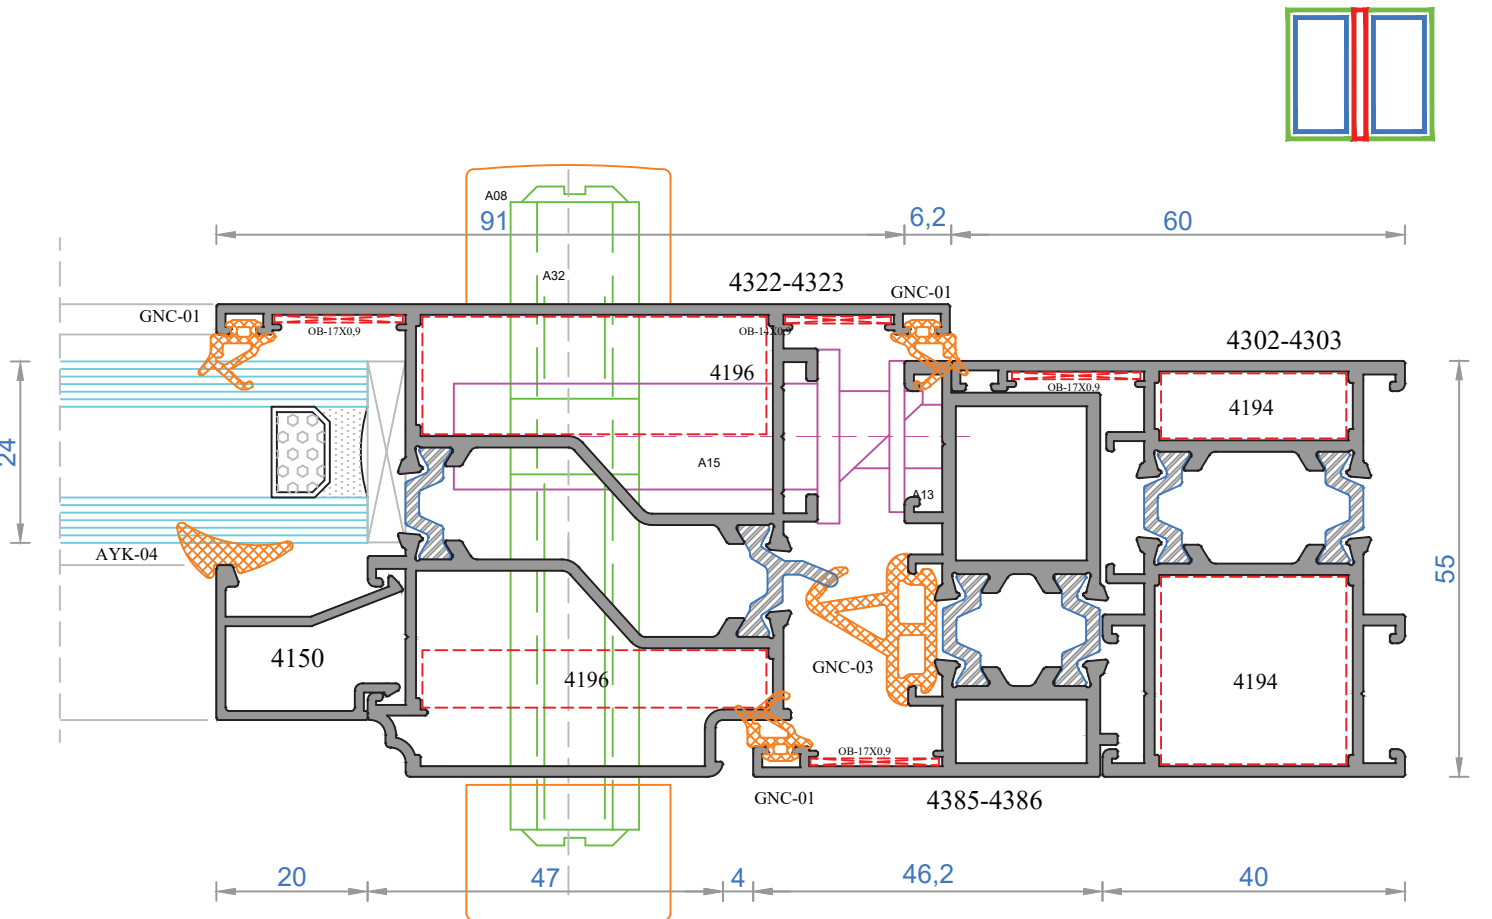 A08
91
6,2
60
A32
4322-4323
GNC-01
GNC-01
OB-17X0,9
OB-14X0,9
4302-4303
4196
OB-17X0,9
4194
24
A15
A13
AYK-04
55
4150
4196
GNC-03
4194
OB-17X0,9
GNC-01
4385-4386
20
47
4
46,2
40